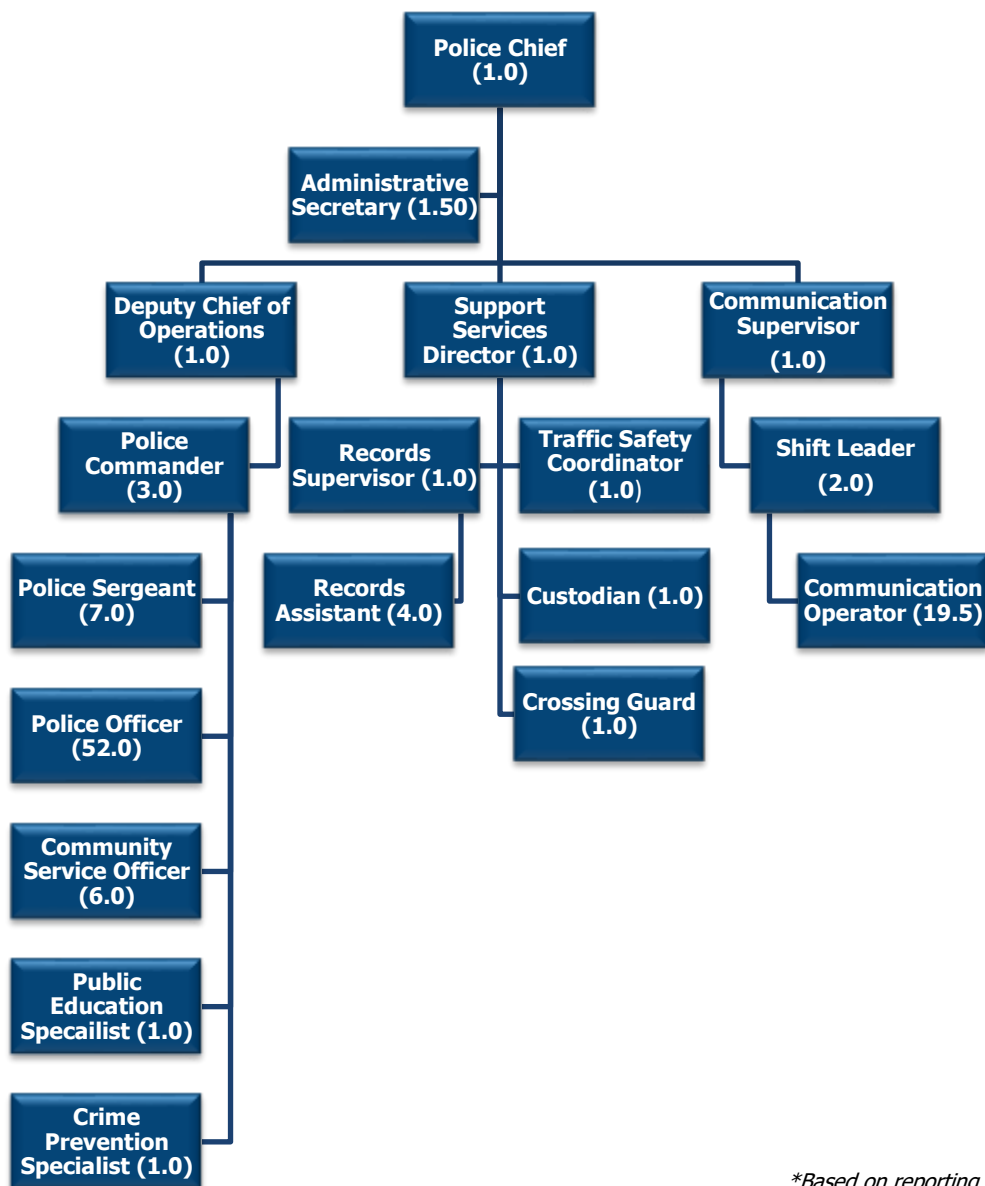 Police Chief
(1.0)
Administrative
Secretary (1.50)
Deputy Chief of
Operations
(1.0)
Support
Services
Director (1.0)
Communication
Supervisor
(1.0)
Police
Commander
(3.0)
Records
Supervisor (1.0)
Traffic Safety
Coordinator
(1.0)
Shift Leader
(2.0)
Police Sergeant
(7.0)
Records
Assistant (4.0)
Custodian (1.0)
Communication
Operator (19.5)
Police Officer
(52.0)
Crossing Guard
(1.0)
Community
Service Officer
(6.0)
Public
Education
Specailist (1.0)
Crime
Prevention
Specialist (1.0)
*Based on reporting